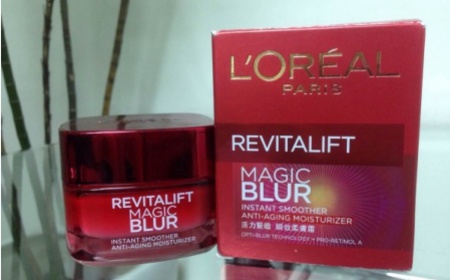 L'ORÉAL
PARIS
REVITALIFT
MAGIC
BLUR
INSTANT SMOOTHER
ANTI-AGING MOISTURIZER
OPTI-BLUR TECHNOLOGY + PRO-RETINOL A
REVITALIFT
MAGIC
BLUR
INSTANT SMOOTHER
ANTI-AGING MOISTURIZER